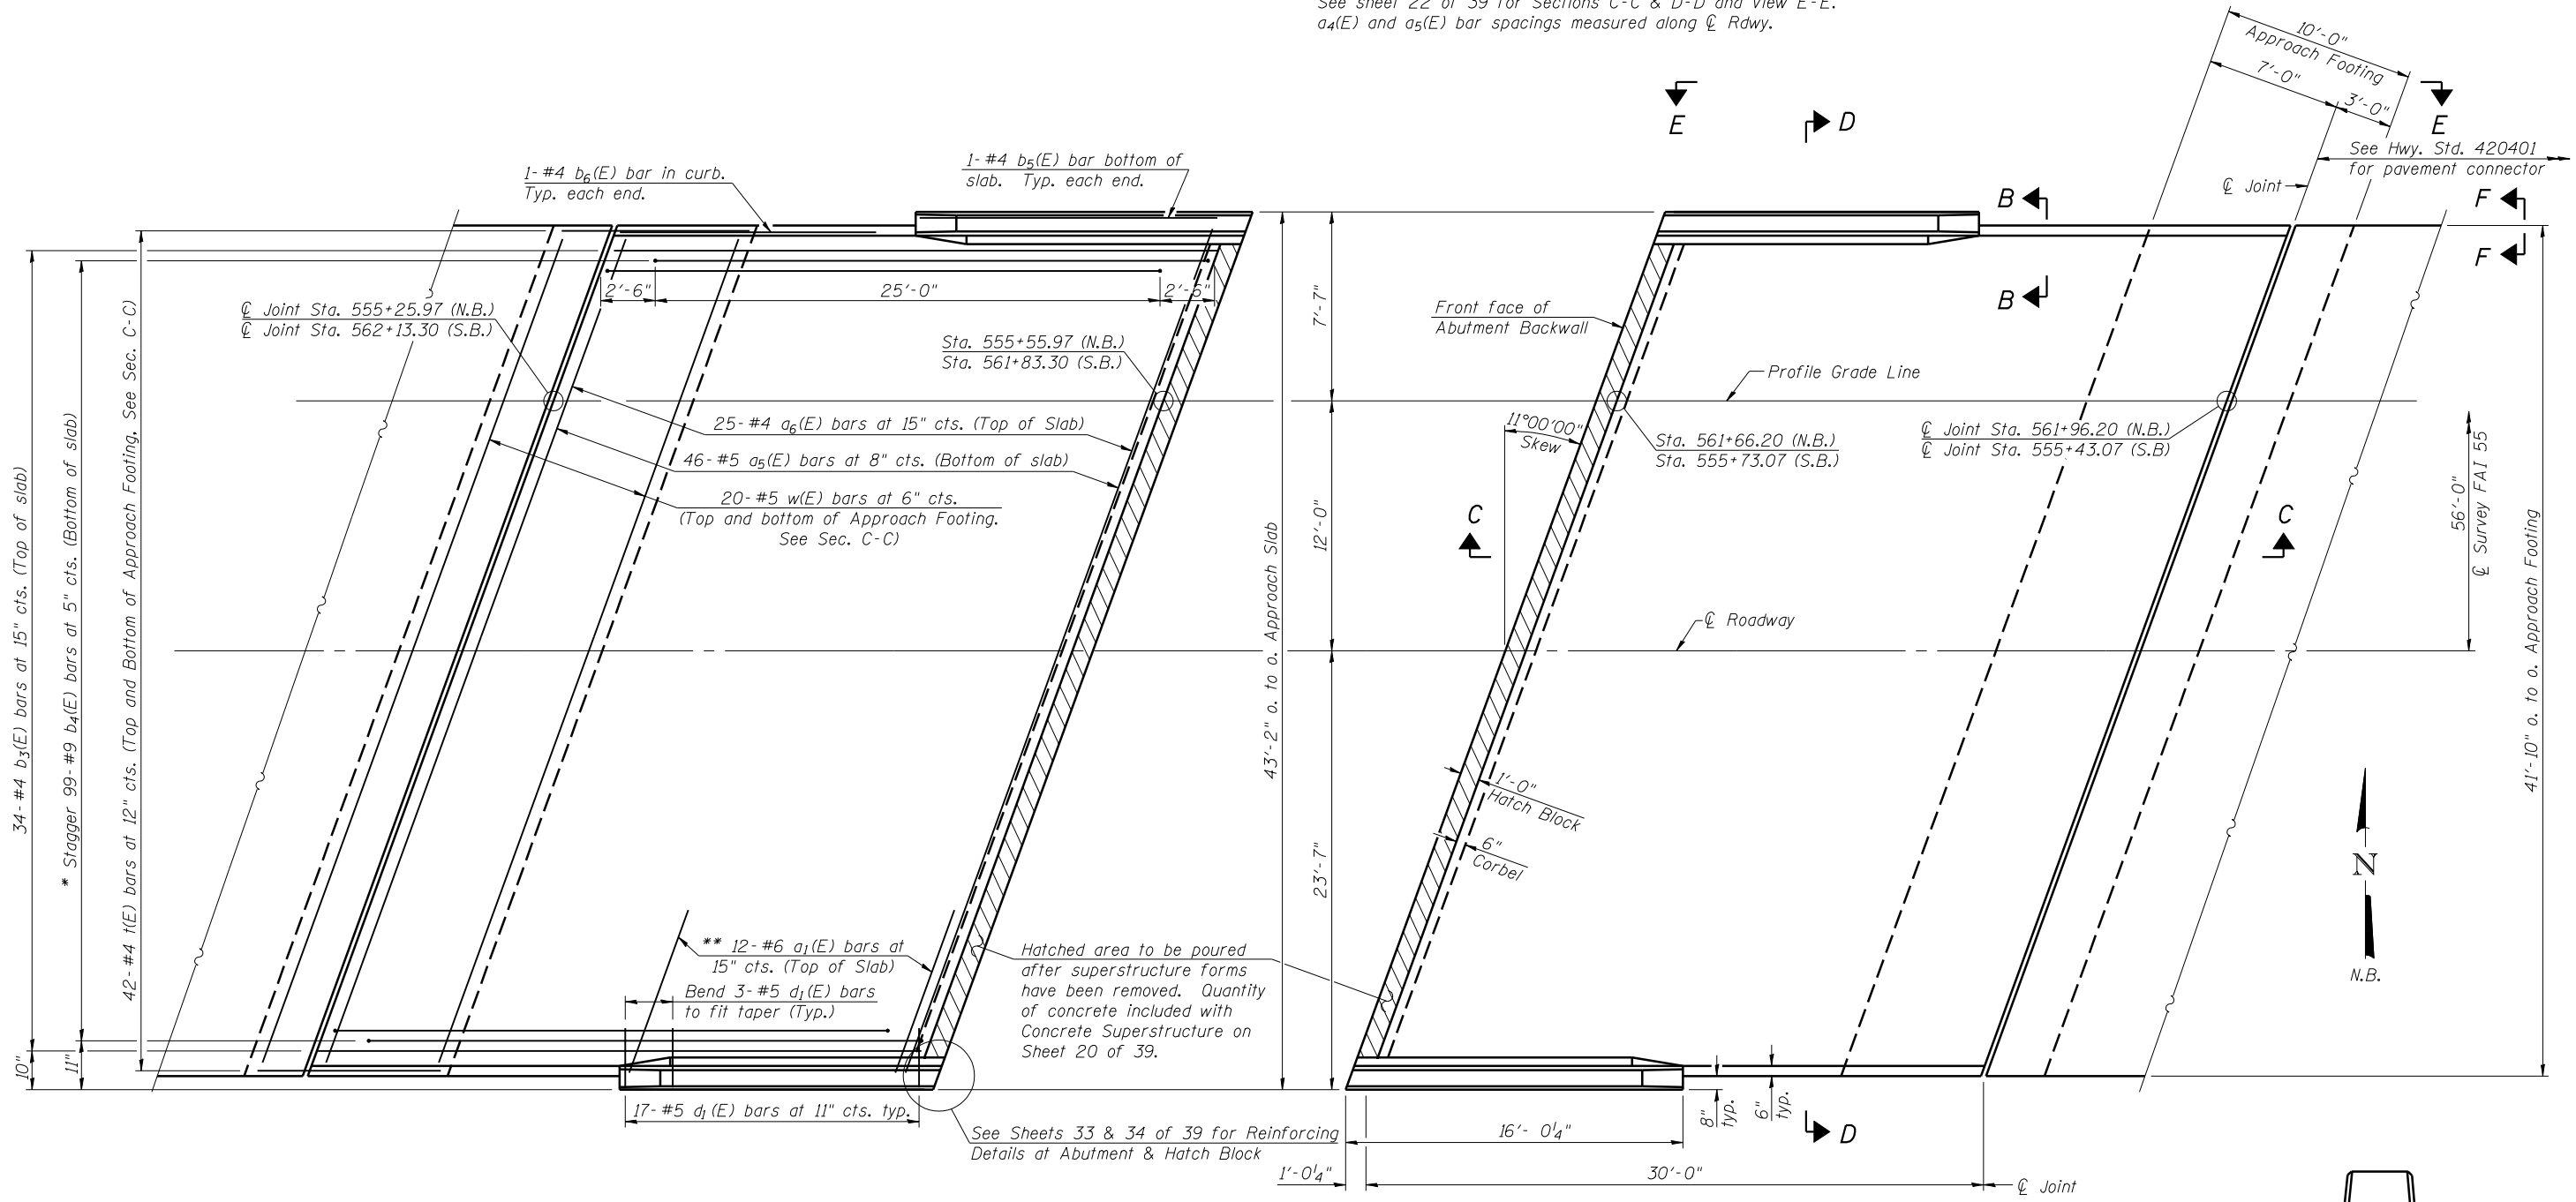 See sheet 22 of 39 for Sections C-C & D-D and View E-E.
a4(E) and a5(E) bar spacings measured along ℄ Rdwy.
10'-0"
Approach Footing
7'-0"
3'-0"
E
D
E
See Hwy. Std. 420401
for pavement connector
℄ Joint
1-#4 b6(E) bar in curb.
Typ. each end.
1-#4 b5(E) bar bottom of
slab. Typ. each end.
B
F
F
B
2'-6"
25'-0"
2'-6"
℄ Joint Sta. 555+25.97 (N.B.)
℄ Joint Sta. 562+13.30 (S.B.)
Sta. 555+55.97 (N.B.)
Sta. 561+83.30 (S.B.)
7'-7"
Front face of
Abutment Backwall
Profile Grade Line
25-#4 a6(E) bars at 15" cts. (Top of Slab)
46-#5 a5(E) bars at 8" cts. (Bottom of slab)
20-#5 w(E) bars at 6" cts.
(Top and bottom of Approach Footing.
See Sec. C-C)
11°00'00"
Skew
Sta. 561+66.20 (N.B.)
Sta. 555+73.07 (S.B.)
℄ Joint Sta. 561+96.20 (N.B.)
℄ Joint Sta. 555+43.07 (S.B)
12'-0"
C
C
56'-0"
℄ Survey FAI 55
34-#4 b3(E) bars at 15" cts. (Top of slab)
* Stagger 99-#9 b4(E) bars at 5" cts. (Bottom of slab)
42-#4 t(E) bars at 12" cts. (Top and Bottom of Approach Footing, See Sec. C-C)
43'-2" o. to o. Approach Slab
41'-10" o. to o. Approach Footing
℄ Roadway
23'-7"
1'-0"
Hatch Block
6"
Corbel
N
N.B.
** 12-#6 a1(E) bars at
15" cts. (Top of Slab)
Bend 3-#5 d1(E) bars
to fit taper (Typ.)
Hatched area to be poured
after superstructure forms
have been removed. Quantity
of concrete included with
Concrete Superstructure on
Sheet 20 of 39.
10"
11"
17-#5 d1(E) bars at 11" cts. typ.
See Sheets 33 & 34 of 39 for Reinforcing
Details at Abutment & Hatch Block
16'-0¼"
8"
typ.
6"
typ.
D
1'-0¼"
30'-0"
℄ Joint